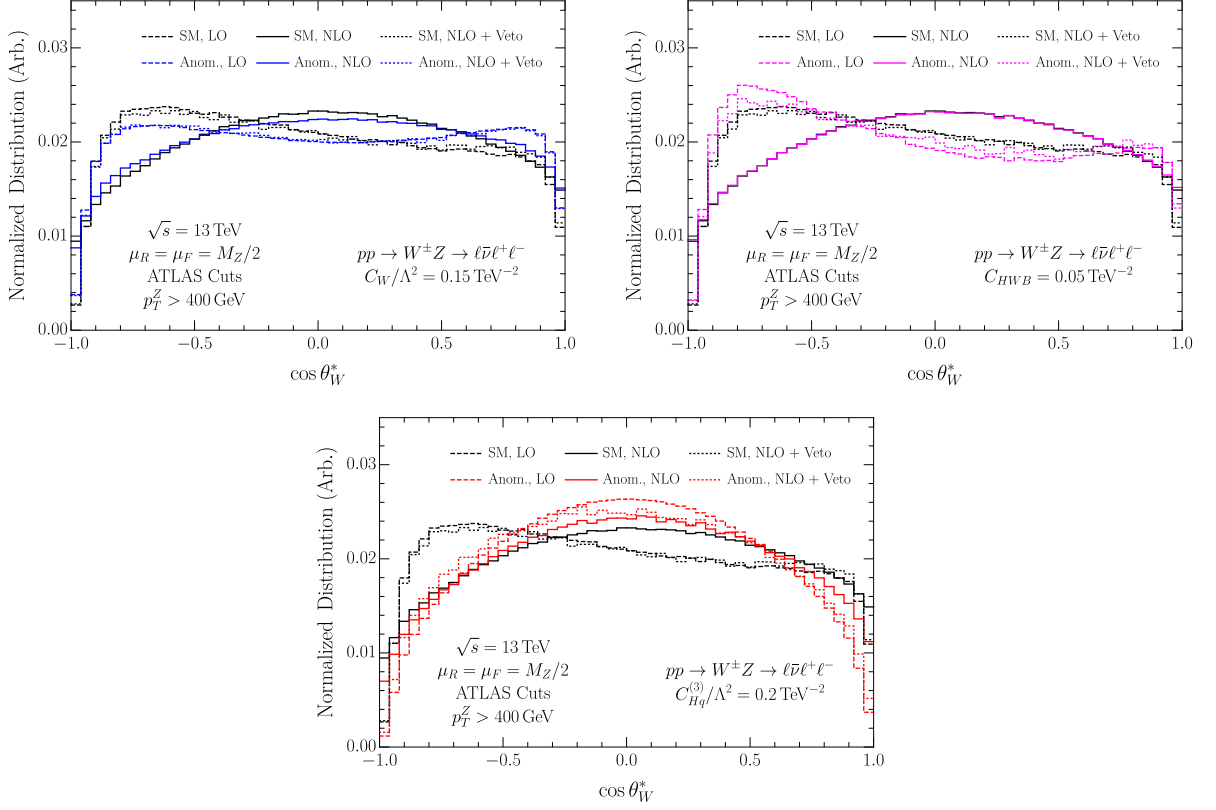 SM, LO SM, NLO SM, NLO + Veto
Anom., LO Anom., NLO Anom., NLO + Veto
Normalized Distribution (Arb.)
0.03
0.02
0.01
0.00
√s = 13 TeV
μ_R = μ_F = M_Z/2
ATLAS Cuts
p_T^Z > 400 GeV
pp → W^±Z → ℓν̄ℓ^+ℓ^−
C_W/Λ^2 = 0.15 TeV^−2
−1.0 −0.5 0.0 0.5 1.0
cos θ_W^*
SM, LO SM, NLO SM, NLO + Veto
Anom., LO Anom., NLO Anom., NLO + Veto
Normalized Distribution (Arb.)
0.03
0.02
0.01
0.00
√s = 13 TeV
μ_R = μ_F = M_Z/2
ATLAS Cuts
p_T^Z > 400 GeV
pp → W^±Z → ℓν̄ℓ^+ℓ^−
C_HWB = 0.05 TeV^−2
−1.0 −0.5 0.0 0.5 1.0
cos θ_W^*
SM, LO SM, NLO SM, NLO + Veto
Anom., LO Anom., NLO Anom., NLO + Veto
Normalized Distribution (Arb.)
0.03
0.02
0.01
0.00
√s = 13 TeV
μ_R = μ_F = M_Z/2
ATLAS Cuts
p_T^Z > 400 GeV
pp → W^±Z → ℓν̄ℓ^+ℓ^−
C_Hq^(3)/Λ^2 = 0.2 TeV^−2
−1.0 −0.5 0.0 0.5 1.0
cos θ_W^*